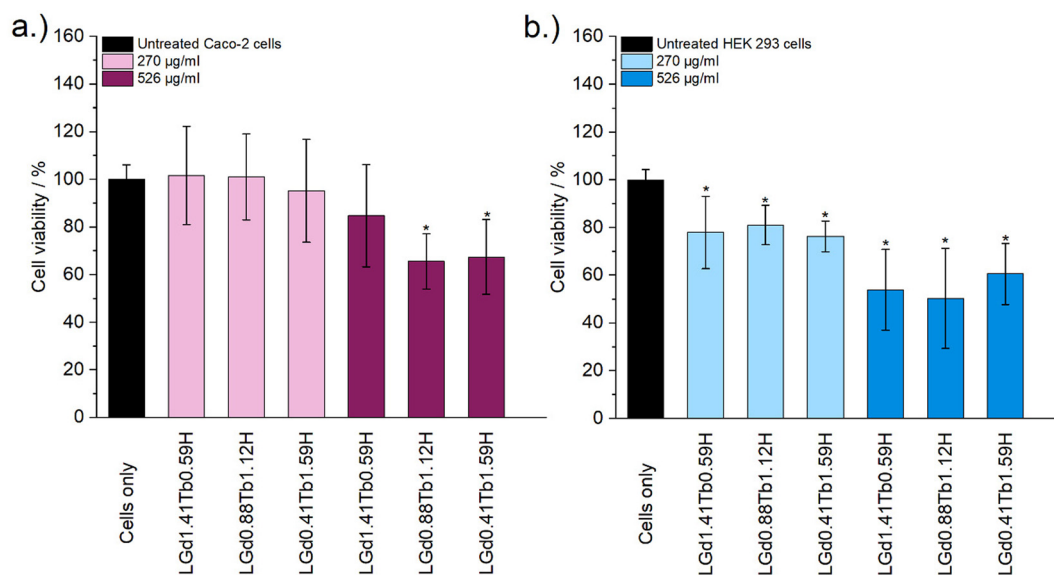 a.)
160
140
120
100
80
60
40
20
0
Cell viability / %
Untreated Caco-2 cells
270 µg/ml
526 µg/ml
*
*
Cells only
LGd1.41Tb0.59H
LGd0.88Tb1.12H
LGd0.41Tb1.59H
LGd1.41Tb0.59H
LGd0.88Tb1.12H
LGd0.41Tb1.59H
b.)
160
140
120
100
80
60
40
20
0
Cell viability / %
Untreated HEK 293 cells
270 µg/ml
526 µg/ml
*
*
*
*
*
*
Cells only
LGd1.41Tb0.59H
LGd0.88Tb1.12H
LGd0.41Tb1.59H
LGd1.41Tb0.59H
LGd0.88Tb1.12H
LGd0.41Tb1.59H